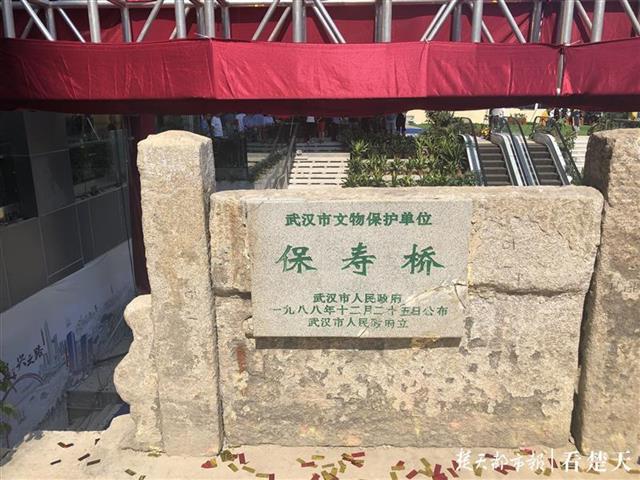 武汉市文物保护单位
保寿桥
武汉市人民政府
一九八八年十二月二十五日公布
武汉市人民政府立
楚天都市报 | 看楚天